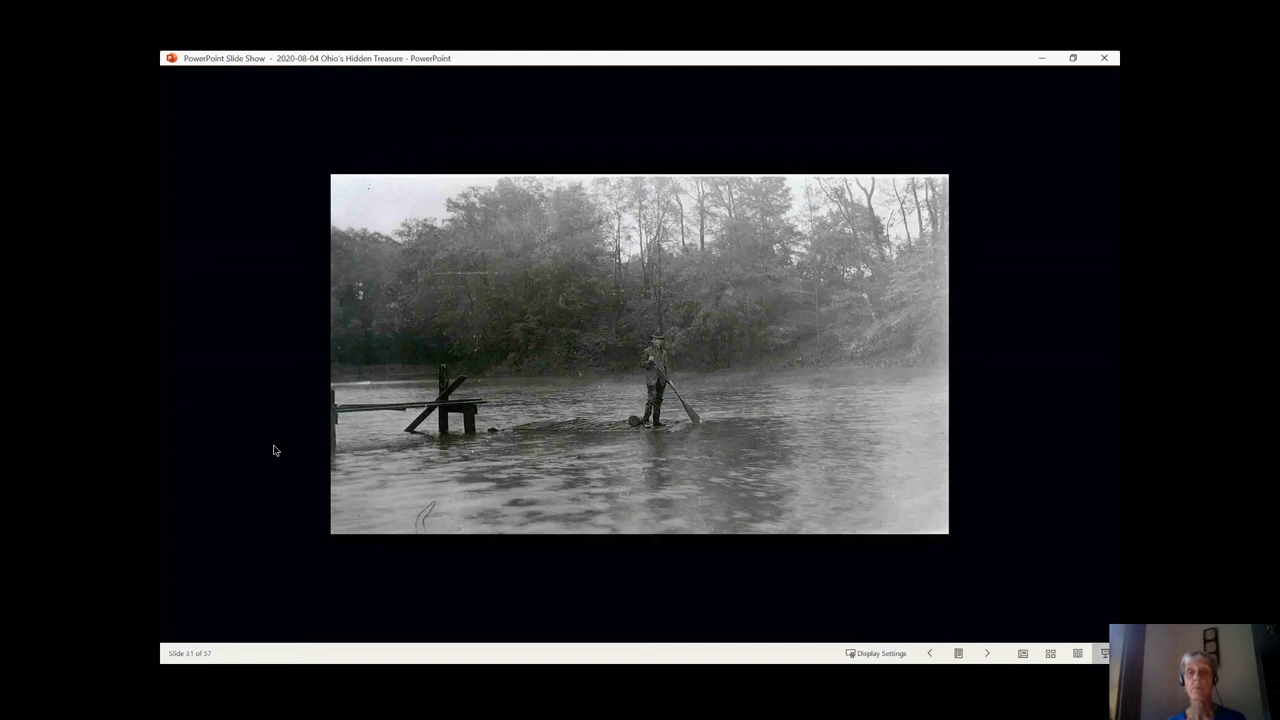 PowerPoint Slide Show - 2020-08-04 Ohio's Hidden Treasure - PowerPoint
Slide 31 of 57
Display Settings